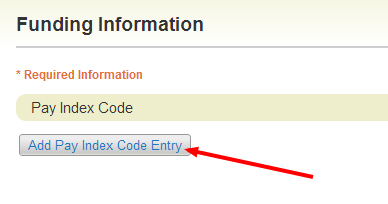 Funding Information
* Required Information
Pay Index Code
Add Pay Index Code Entry